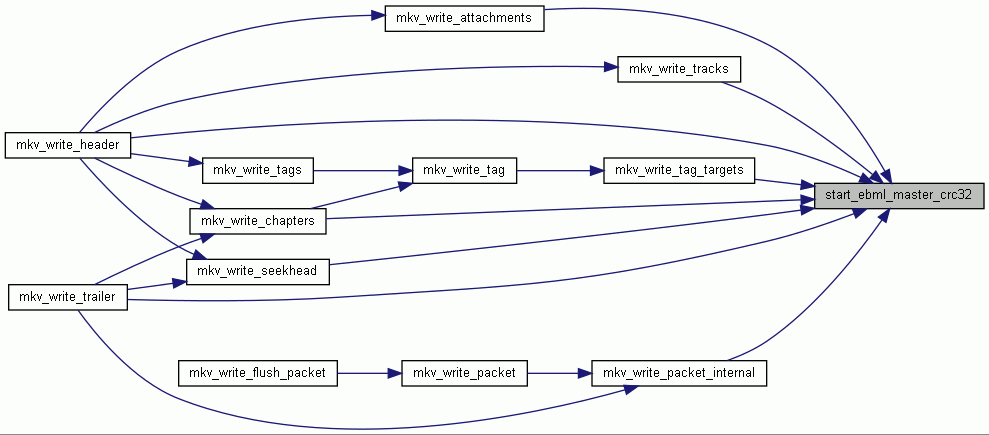 mkv_write_attachments
mkv_write_tracks
mkv_write_header
mkv_write_tags
mkv_write_tag
mkv_write_tag_targets
start_ebml_master_crc32
mkv_write_chapters
mkv_write_seekhead
mkv_write_trailer
mkv_write_flush_packet
mkv_write_packet
mkv_write_packet_internal